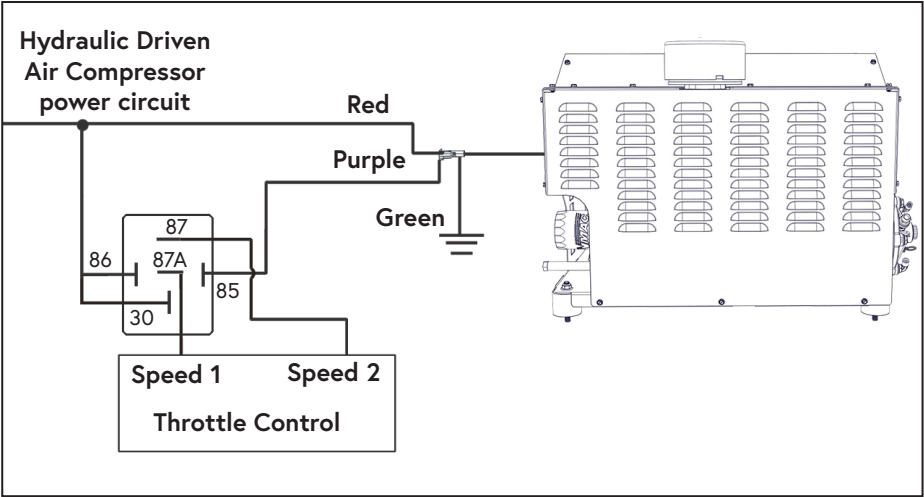 Hydraulic Driven
Air Compressor
power circuit
Red
Purple
Green
87
86
87A
85
30
Speed 1
Speed 2
Throttle Control